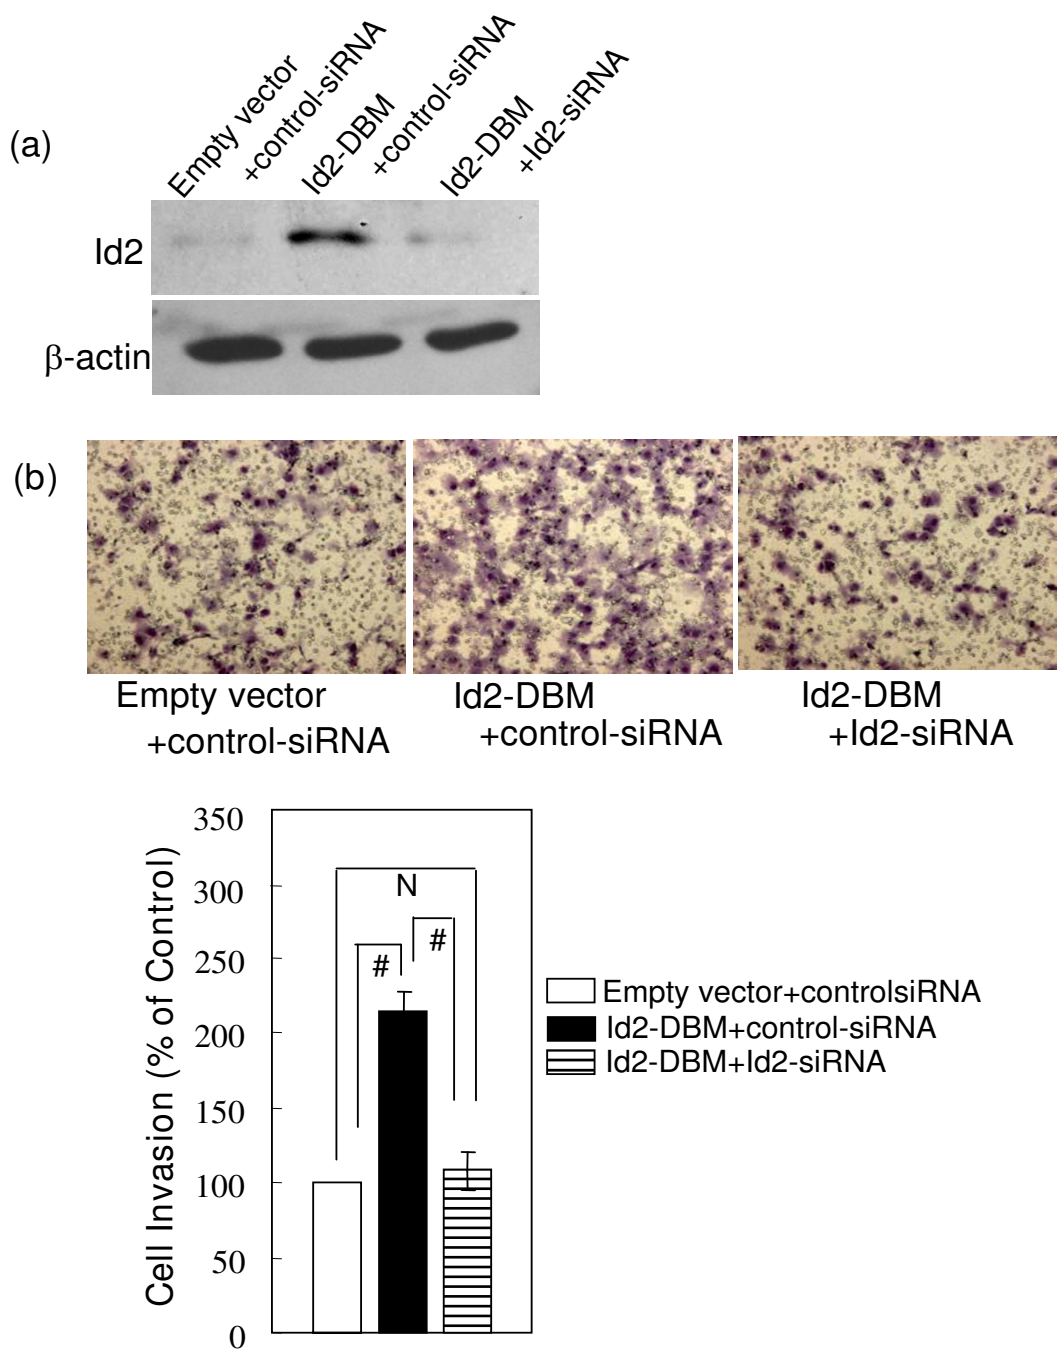 (a)
Empty vector
+control-siRNA
Id2-DBM
+control-siRNA
Id2-DBM
+Id2-siRNA
Id2
β-actin
(b)
Empty vector
+control-siRNA
Id2-DBM
+control-siRNA
Id2-DBM
+Id2-siRNA
Cell Invasion (% of Control)
350
300
250
200
150
100
50
0
N
#
#
Empty vector+controlsiRNA
Id2-DBM+control-siRNA
Id2-DBM+Id2-siRNA